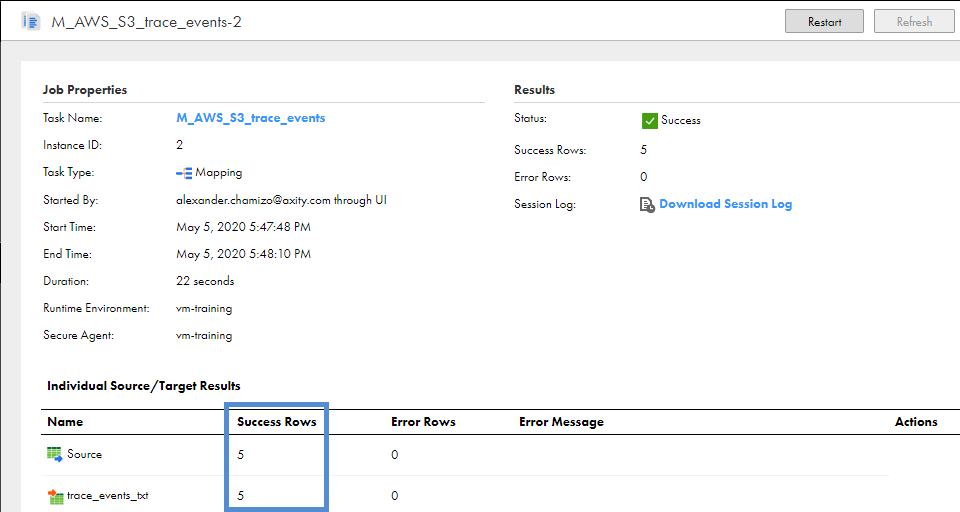 M_AWS_S3_trace_events-2
Restart
Refresh
Job Properties
Task Name: M_AWS_S3_trace_events
Instance ID: 2
Task Type: Mapping
Started By: alexander.chamizo@axity.com through UI
Start Time: May 5, 2020 5:47:48 PM
End Time: May 5, 2020 5:48:10 PM
Duration: 22 seconds
Runtime Environment: vm-training
Secure Agent: vm-training
Results
Status: Success
Success Rows: 5
Error Rows: 0
Session Log: Download Session Log
Individual Source/Target Results
Name Success Rows Error Rows Error Message Actions
Source 5 0
trace_events_txt 5 0